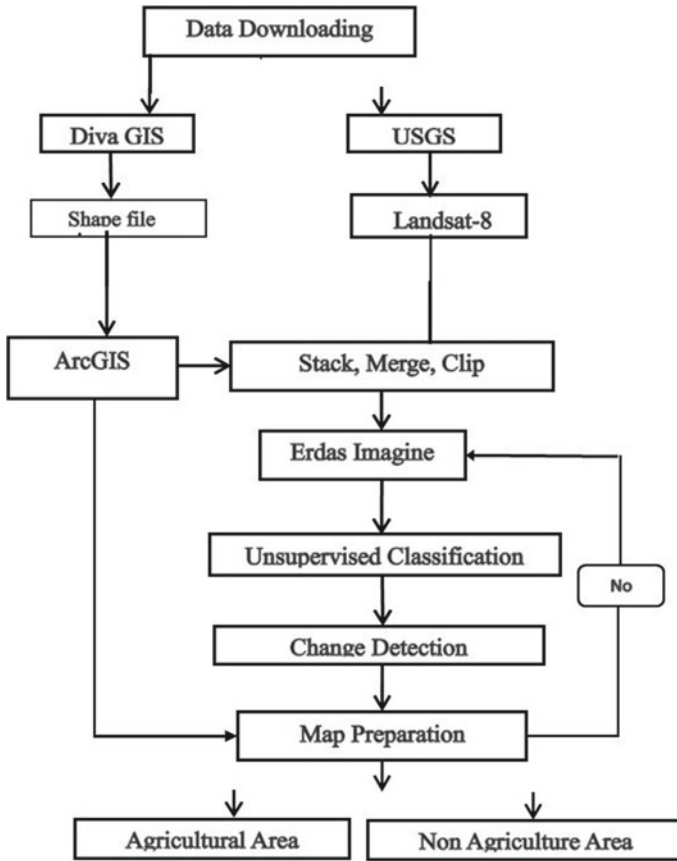 Data Downloading
Diva GIS
USGS
Shape file
Landsat-8
ArcGIS
Stack, Merge, Clip
Erdas Imagine
Unsupervised Classification
No
Change Detection
Map Preparation
Agricultural Area
Non Agriculture Area